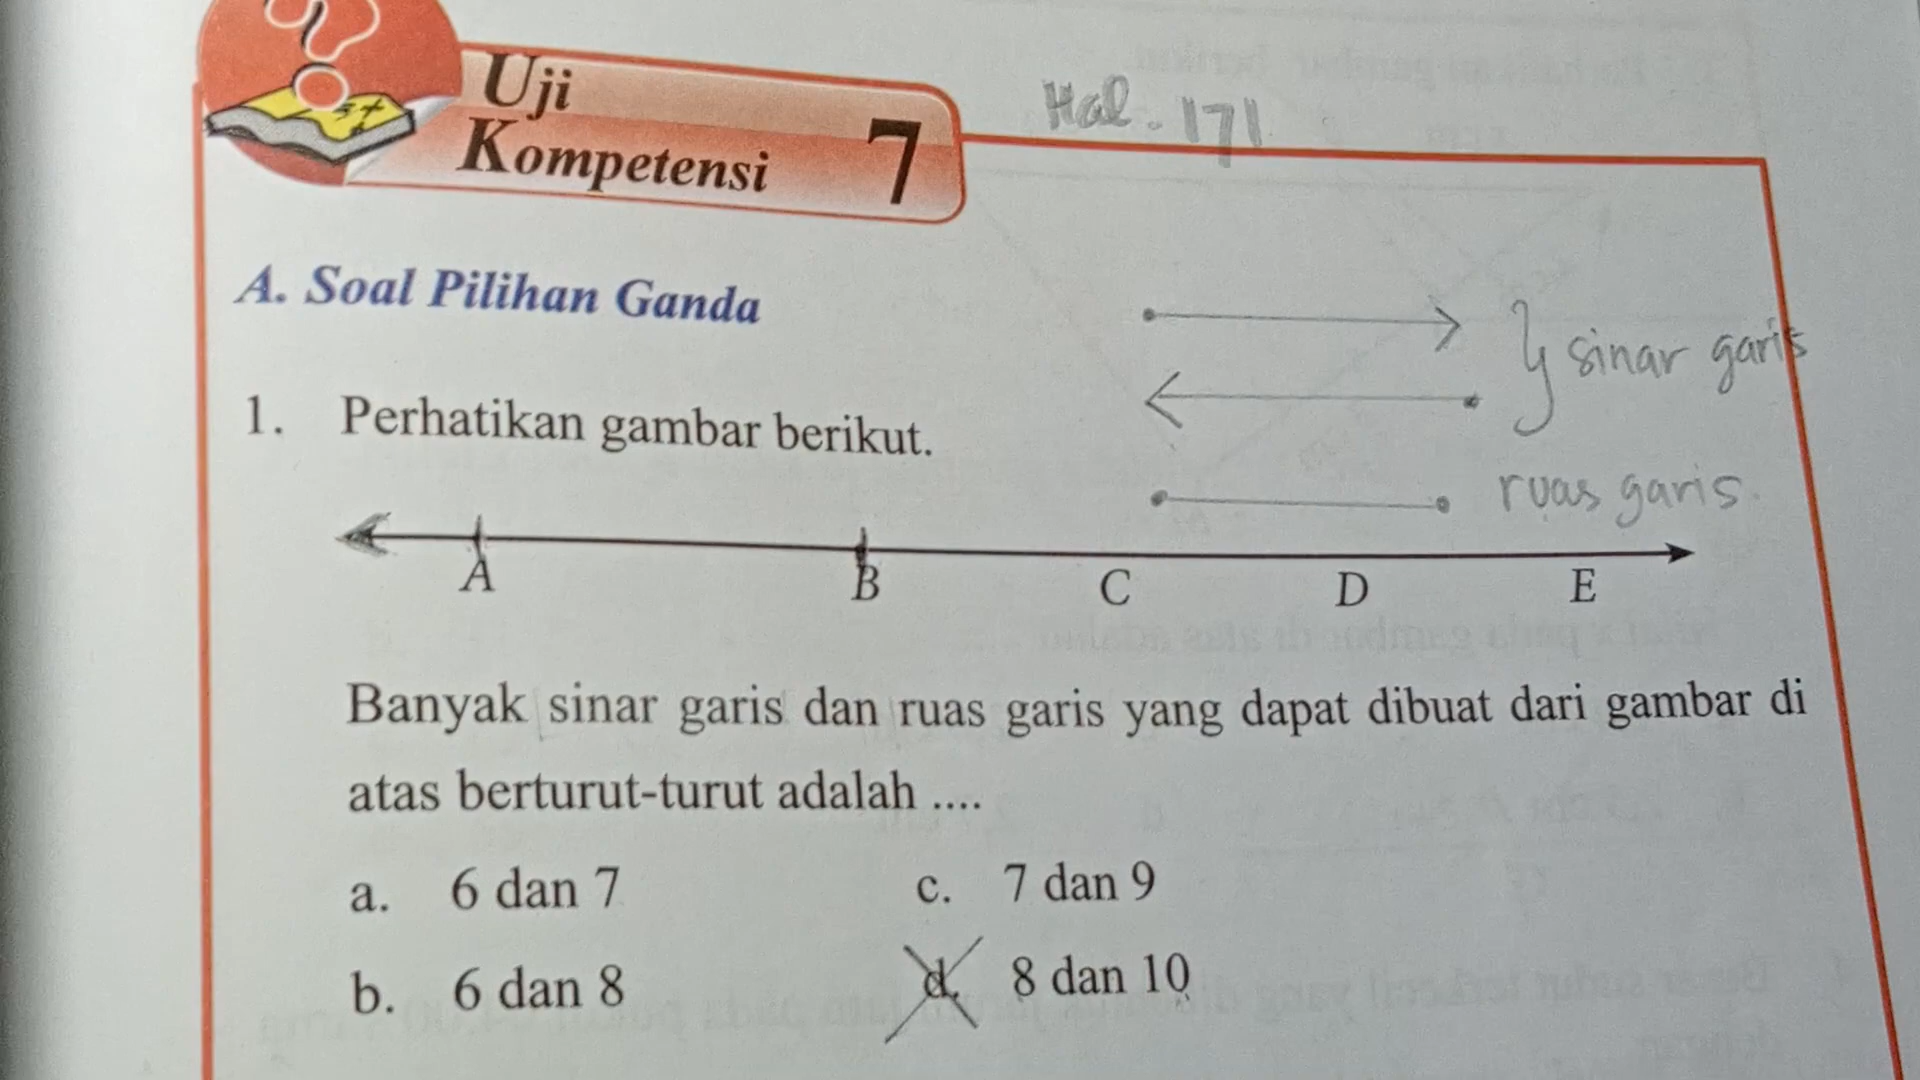 Uji
Kompetensi 7
Hal. 171
A. Soal Pilihan Ganda
sinar garis
1. Perhatikan gambar berikut.
ruas garis.
A B C D E
Banyak sinar garis dan ruas garis yang dapat dibuat dari gambar di
atas berturut-turut adalah ....
a. 6 dan 7 c. 7 dan 9
b. 6 dan 8 d. 8 dan 10